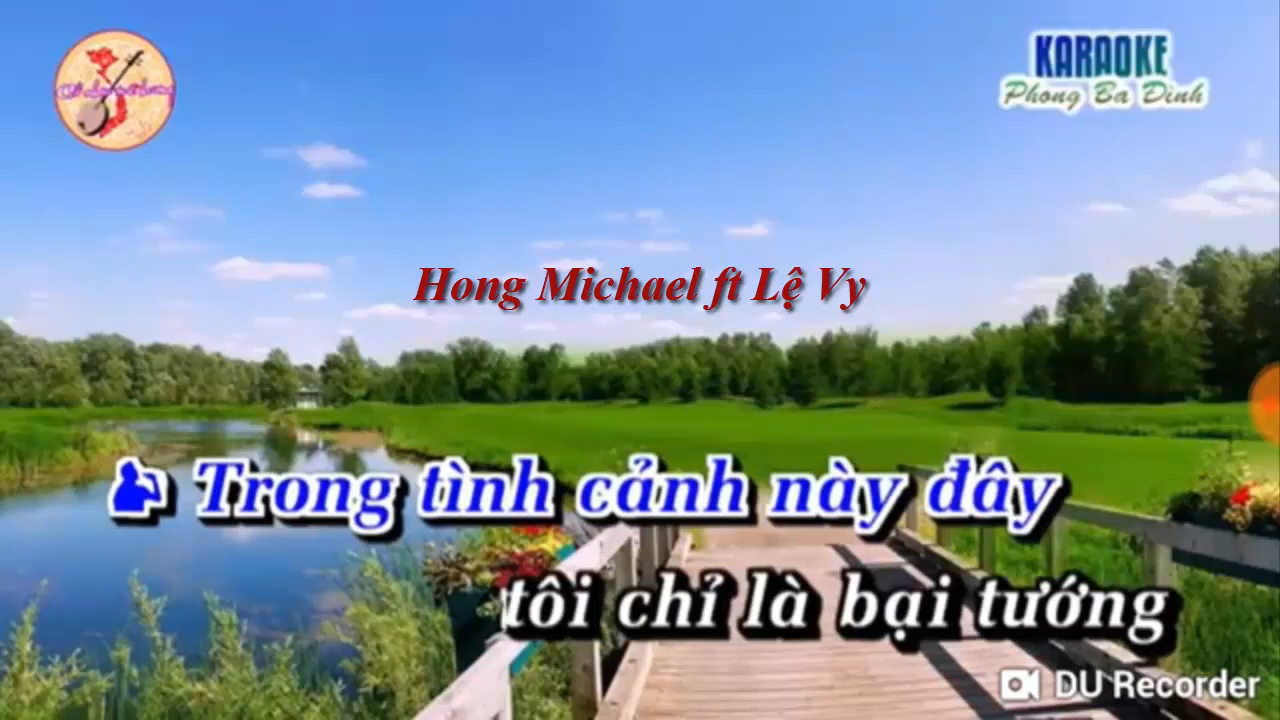 KARAOKE
Phong Ba Đình
Hong Michael ft Lệ Vy
Trong tình cảnh này đây
tôi chỉ là bại tướng
DU Recorder